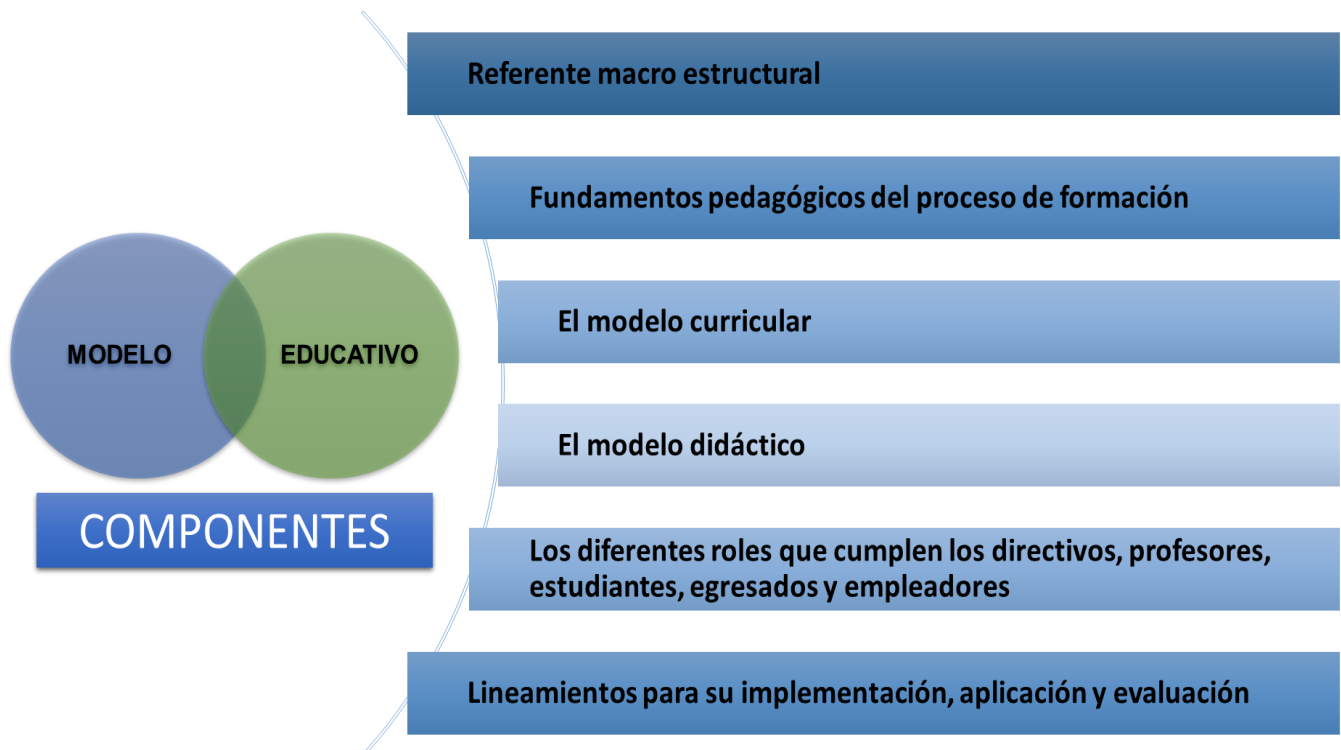 MODELO
EDUCATIVO
COMPONENTES
Referente macro estructural
Fundamentos pedagógicos del proceso de formación
El modelo curricular
El modelo didáctico
Los diferentes roles que cumplen los directivos, profesores,
estudiantes, egresados y empleadores
Lineamientos para su implementación, aplicación y evaluación